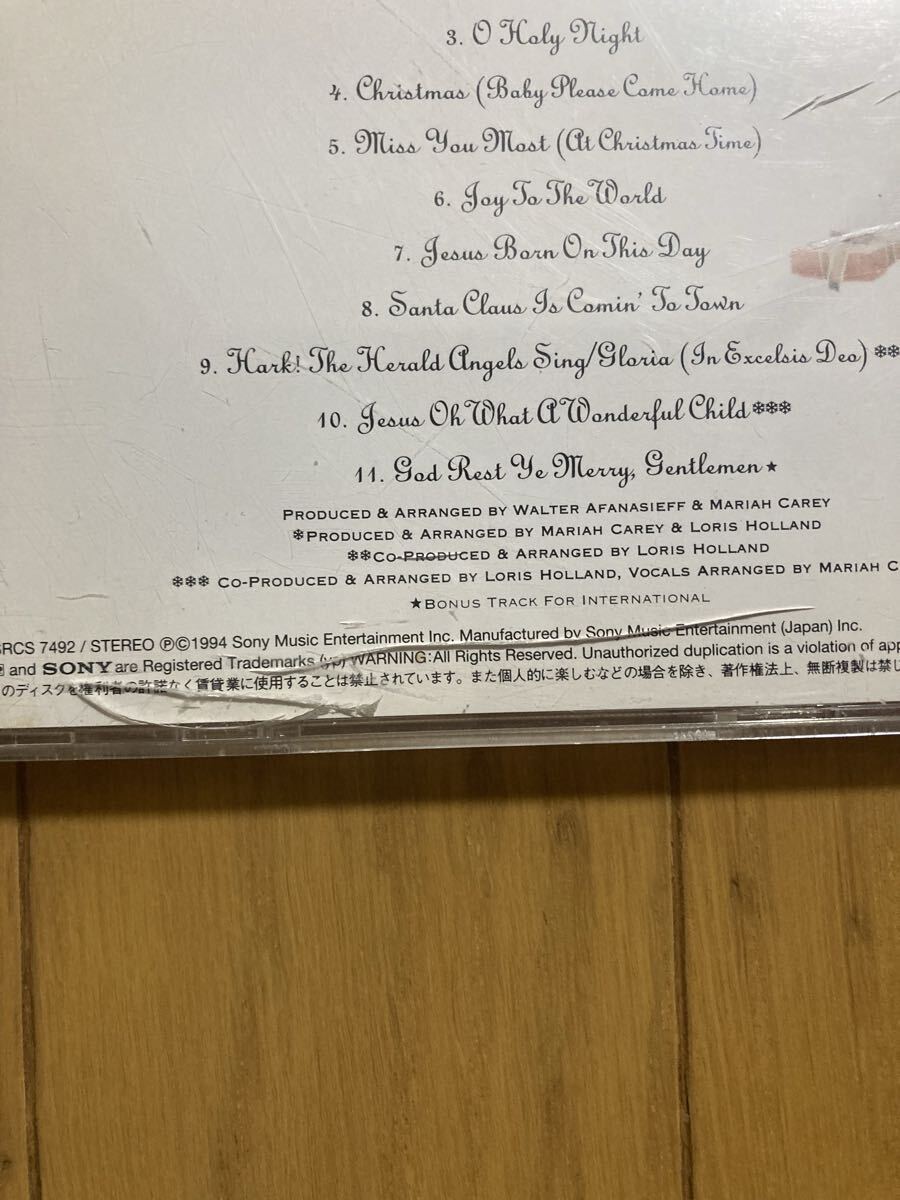 3. O Holy Night
4. Christmas (Baby Please Come Home)
5. Miss You Most (At Christmas Time)
6. Joy To The World
7. Jesus Born On This Day
8. Santa Claus Is Comin' To Town
9. Hark! The Herald Angels Sing/Gloria (In Excelsis Deo) ❄❄
10. Jesus Oh What A Wonderful Child ❄❄❄
11. God Rest Ye Merry, Gentlemen ★
PRODUCED & ARRANGED BY WALTER AFANASIEFF & MARIAH CAREY
❄PRODUCED & ARRANGED BY MARIAH CAREY & LORIS HOLLAND
❄❄CO-PRODUCED & ARRANGED BY LORIS HOLLAND
❄❄❄ CO-PRODUCED & ARRANGED BY LORIS HOLLAND, VOCALS ARRANGED BY MARIAH C
★BONUS TRACK FOR INTERNATIONAL
SRCS 7492 / STEREO ℗©1994 Sony Music Entertainment Inc. Manufactured by Sony Music Entertainment (Japan) Inc.
and SONY are Registered Trademarks WARNING:All Rights Reserved. Unauthorized duplication is a violation of app
のディスクを権利者の許諾なく賃貸業に使用することは禁止されています。また個人的に楽しむなどの場合を除き、著作権法上、無断複製は禁じ